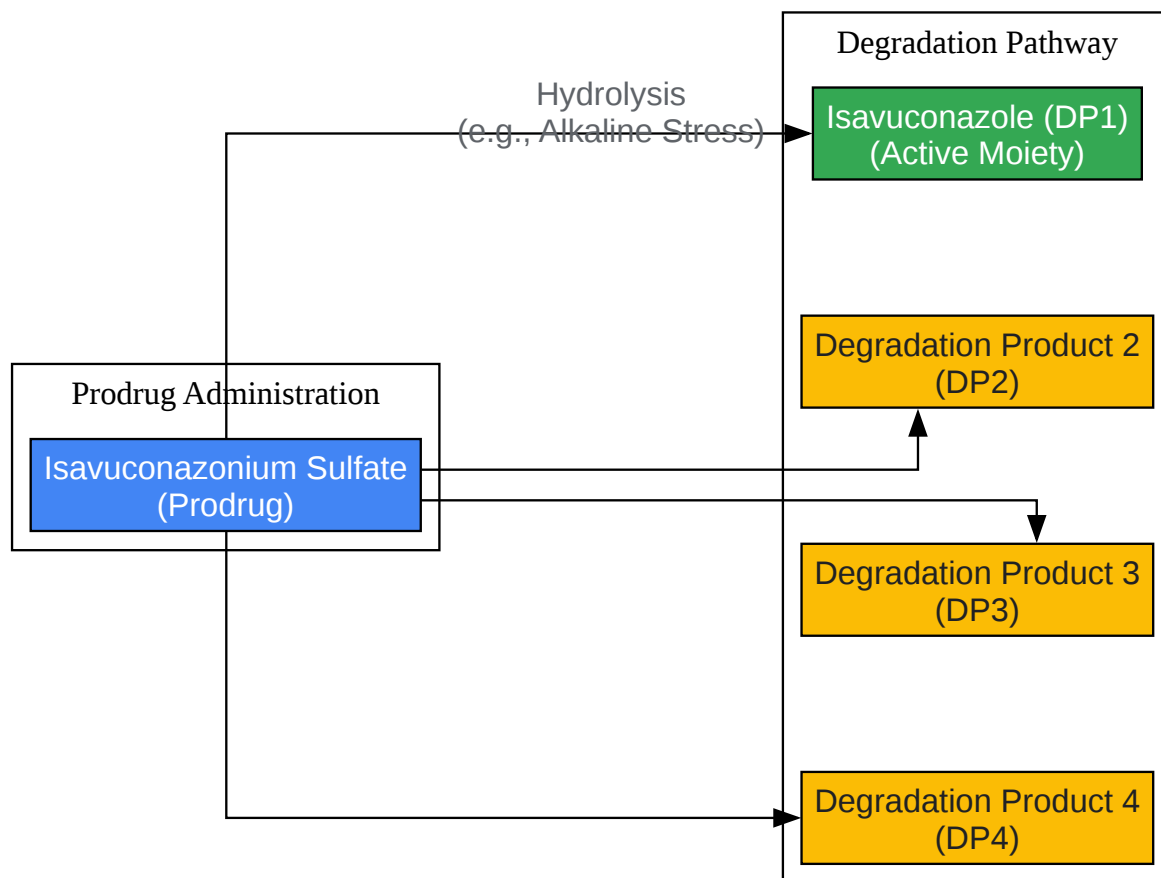 Degradation Pathway
Hydrolysis
(e.g., Alkaline Stress)
Isavuconazole (DP1)
(Active Moiety)
Degradation Product 2
(DP2)
Prodrug Administration
Isavuconazonium Sulfate
(Prodrug)
Degradation Product 3
(DP3)
Degradation Product 4
(DP4)